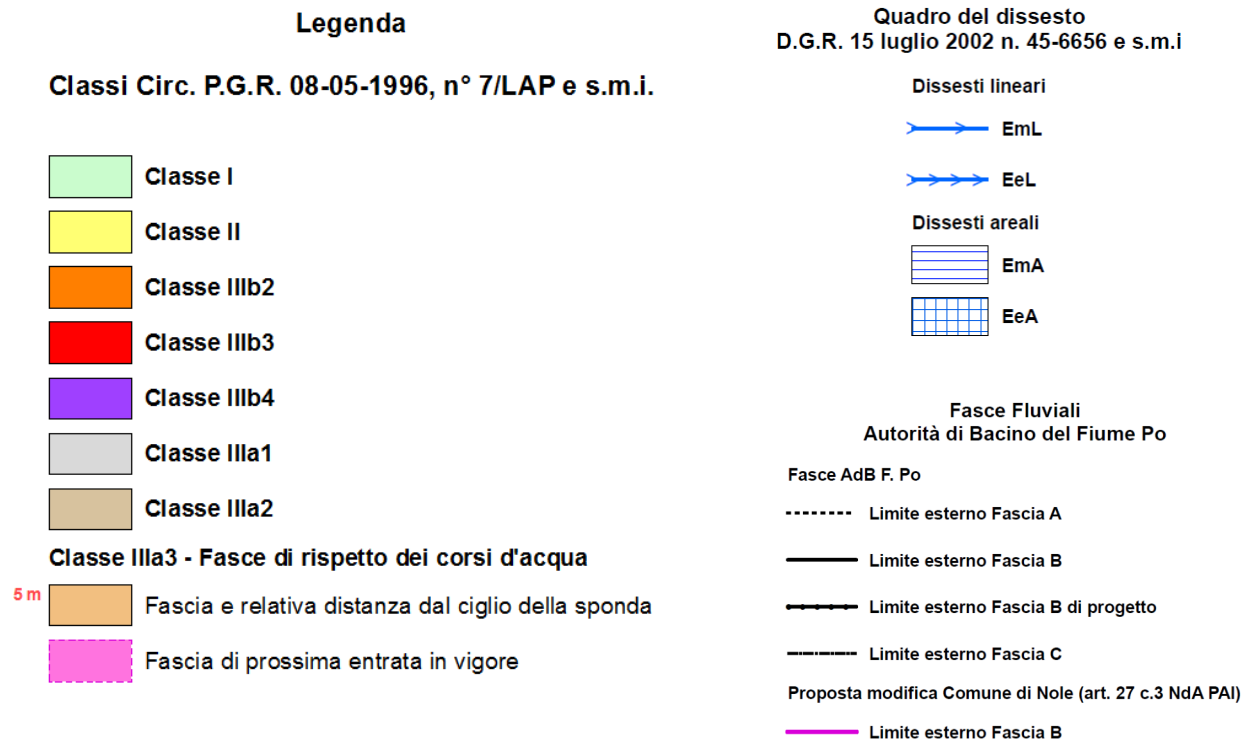 Legenda
Classi Circ. P.G.R. 08-05-1996, n° 7/LAP e s.m.i.
Classe I
Classe II
Classe IIIb2
Classe IIIb3
Classe IIIb4
Classe IIIa1
Classe IIIa2
Classe IIIa3 - Fasce di rispetto dei corsi d'acqua
5 m
Fascia e relativa distanza dal ciglio della sponda
Fascia di prossima entrata in vigore
Quadro del dissesto
D.G.R. 15 luglio 2002 n. 45-6656 e s.m.i
Dissesti lineari
EmL
EeL
Dissesti areali
EmA
EeA
Fasce Fluviali
Autorità di Bacino del Fiume Po
Fasce AdB F. Po
Limite esterno Fascia A
Limite esterno Fascia B
Limite esterno Fascia B di progetto
Limite esterno Fascia C
Proposta modifica Comune di Nole (art. 27 c.3 NdA PAI)
Limite esterno Fascia B